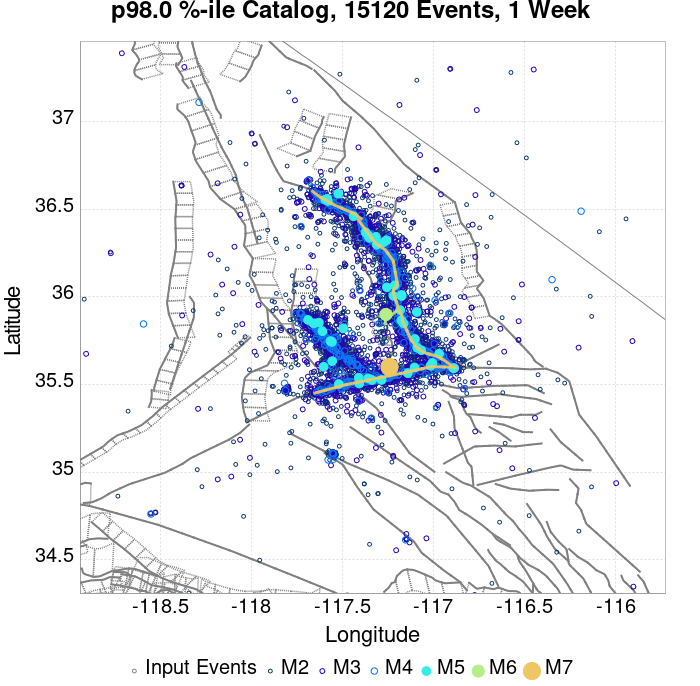 p98.0 %-ile Catalog, 15120 Events, 1 Week
37
36.5
36
35.5
35
34.5
Latitude
-118.5 -118 -117.5 -117 -116.5 -116
Longitude
Input Events M2 M3 M4 M5 M6 M7